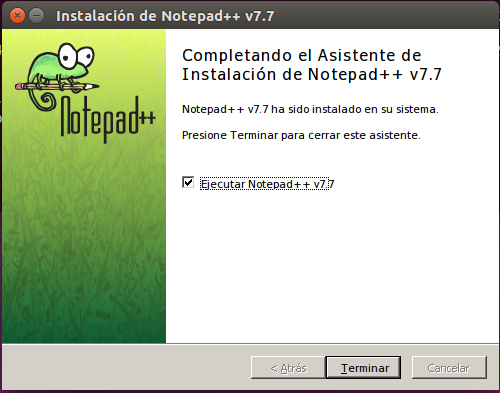 Instalación de Notepad++ v7.7
Notepad++
Completando el Asistente de
Instalación de Notepad++ v7.7
Notepad++ v7.7 ha sido instalado en su sistema.
Presione Terminar para cerrar este asistente.
Ejecutar Notepad++ v7.7
< Atrás
Terminar
Cancelar